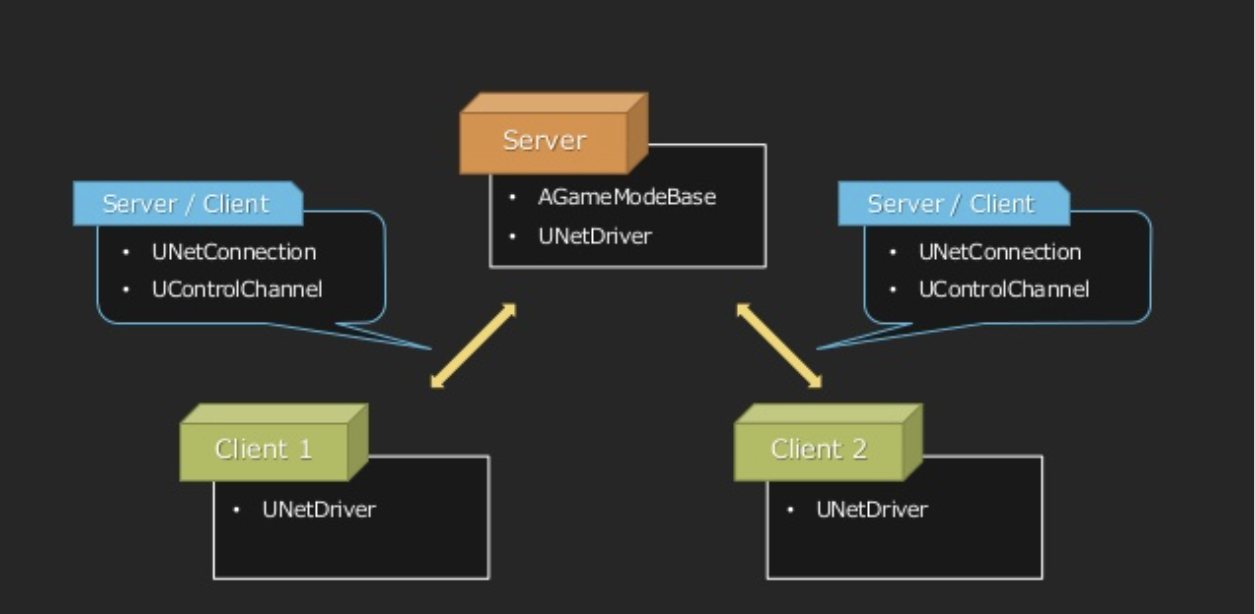 Server
• AGameModeBase
• UNetDriver
Server / Client
• UNetConnection
• UControlChannel
Server / Client
• UNetConnection
• UControlChannel
Client 1
• UNetDriver
Client 2
• UNetDriver